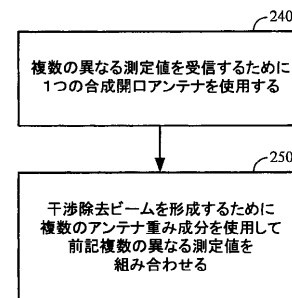 240
複数の異なる測定値を受信するために
1つの合成開口アンテナを使用する
250
干渉除去ビームを形成するために
複数のアンテナ重み成分を使用して
前記複数の異なる測定値を
組み合わせる